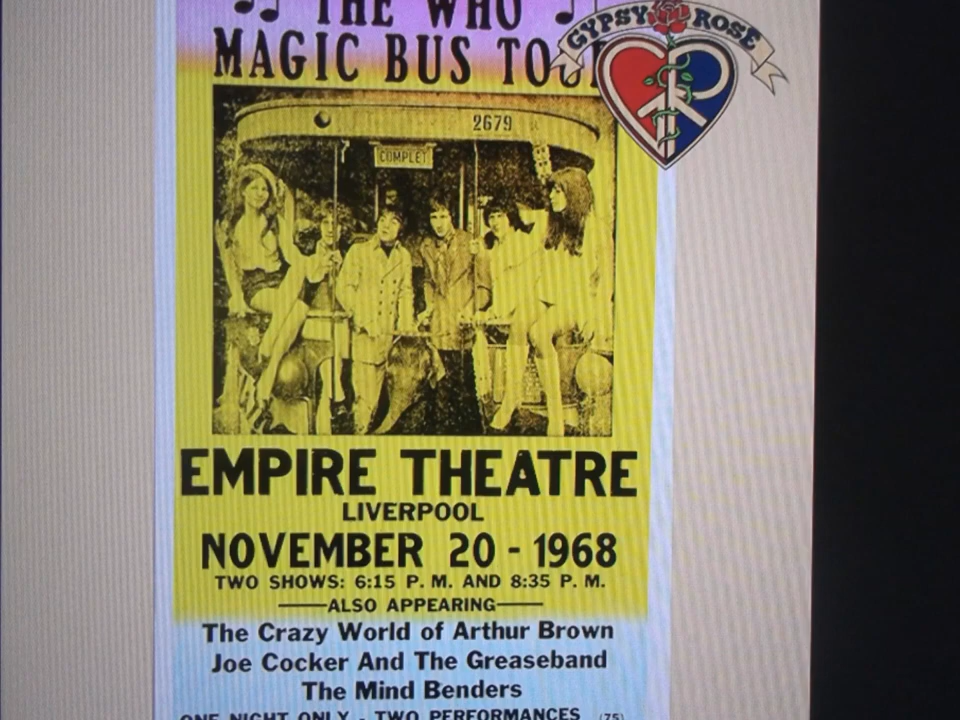 THE WHO
MAGIC BUS TOUR
GYPSY ROSE
2679
COMPLET
EMPIRE THEATRE
LIVERPOOL
NOVEMBER 20 - 1968
TWO SHOWS: 6:15 P. M. AND 8:35 P. M.
ALSO APPEARING
The Crazy World of Arthur Brown
Joe Cocker And The Greaseband
The Mind Benders
ONE NIGHT ONLY - TWO PERFORMANCES (75)